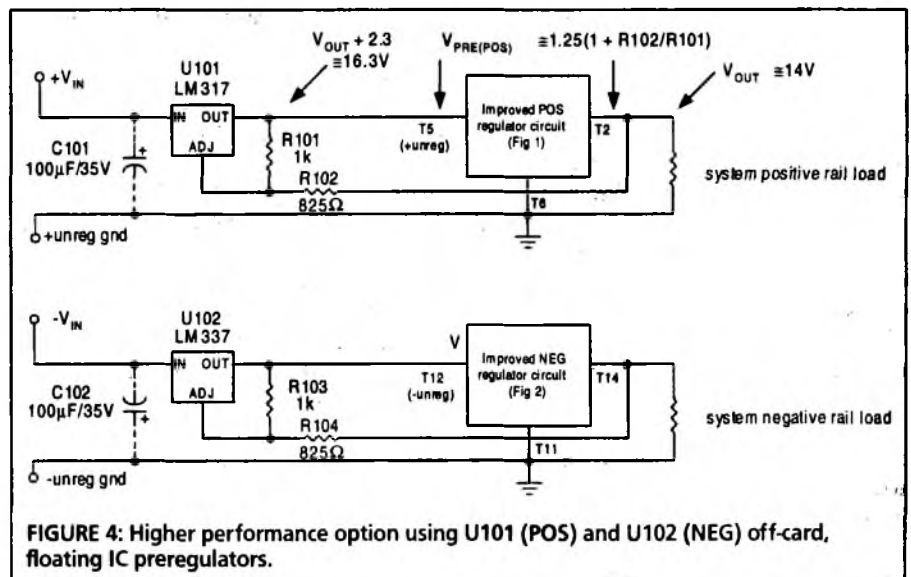 V_OUT + 2.3
≅16.3V
V_PRE(POS)
≅1.25(1 + R102/R101)
V_OUT ≅14V
+V_IN
U101
LM317
IN OUT
ADJ
C101
100µF/35V
+
R101
1k
R102
825Ω
T5
(+unreg)
Improved POS
regulator circuit
(Fig 1)
T2
T6
system positive rail load
+unreg gnd
-V_IN
U102
LM337
IN OUT
ADJ
C102
100µF/35V
+
R103
1k
R104
825Ω
V
T12
(-unreg)
Improved NEG
regulator circuit
(Fig 2)
T14
T11
system negative rail load
-unreg gnd
FIGURE 4: Higher performance option using U101 (POS) and U102 (NEG) off-card,
floating IC preregulators.